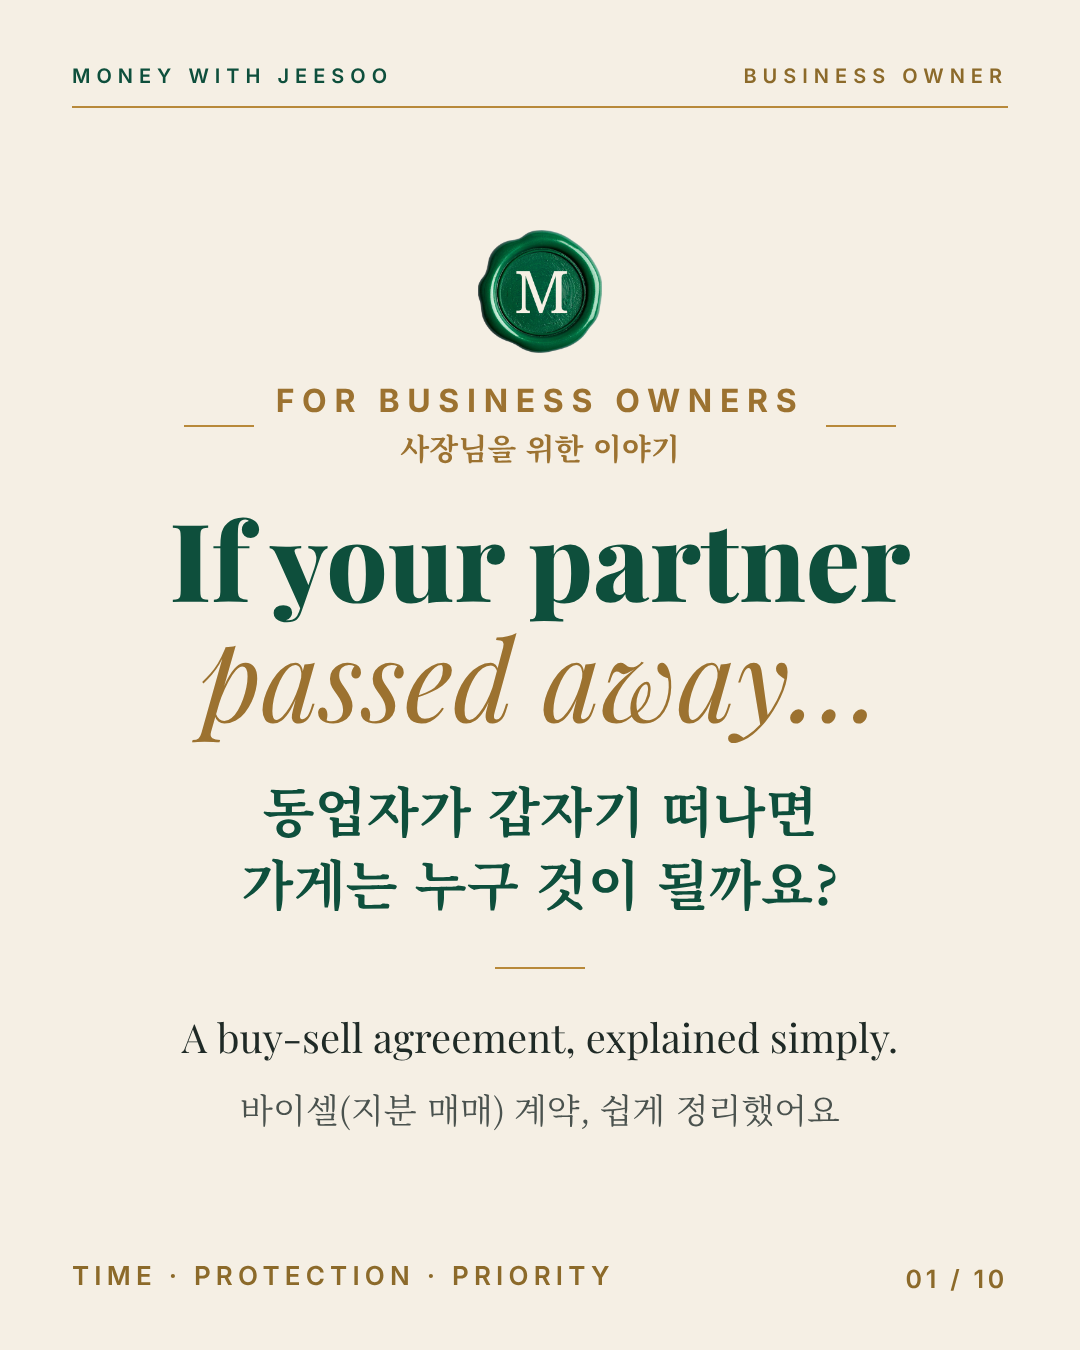 MONEY WITH JEESOO
BUSINESS OWNER
M
FOR BUSINESS OWNERS
사장님을 위한 이야기
If your partner
passed away...
동업자가 갑자기 떠나면
가게는 누구 것이 될까요?
A buy-sell agreement, explained simply.
바이셀(지분 매매) 계약, 쉽게 정리했어요
TIME · PROTECTION · PRIORITY
01 / 10